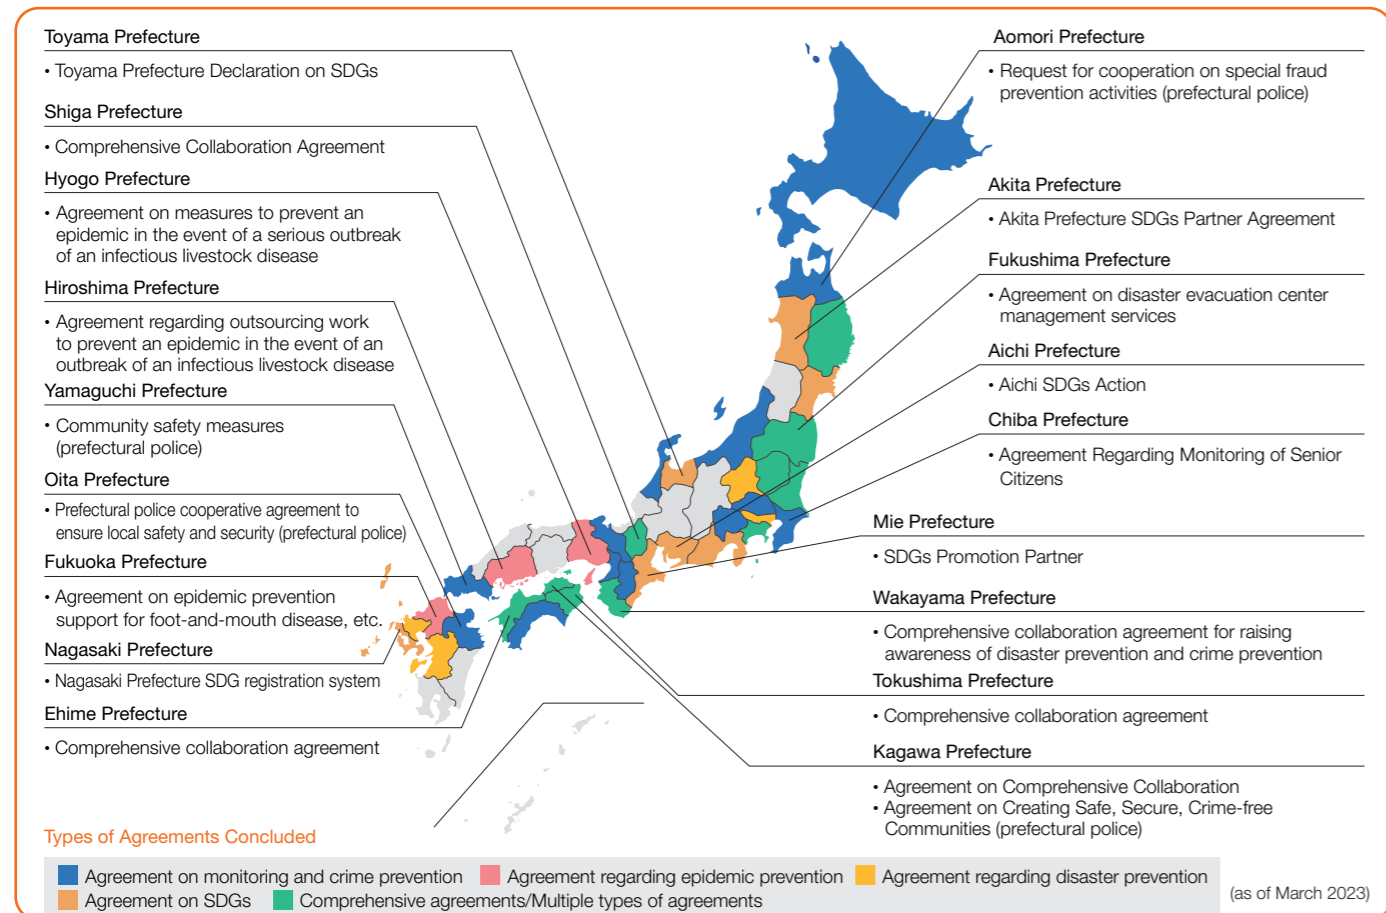 Toyama Prefecture
• Toyama Prefecture Declaration on SDGs
Shiga Prefecture
• Comprehensive Collaboration Agreement
Hyogo Prefecture
• Agreement on measures to prevent an
epidemic in the event of a serious outbreak
of an infectious livestock disease
Hiroshima Prefecture
• Agreement regarding outsourcing work
to prevent an epidemic in the event of an
outbreak of an infectious livestock disease
Yamaguchi Prefecture
• Community safety measures
(prefectural police)
Oita Prefecture
• Prefectural police cooperative agreement to
ensure local safety and security (prefectural police)
Fukuoka Prefecture
• Agreement on epidemic prevention
support for foot-and-mouth disease, etc.
Nagasaki Prefecture
• Nagasaki Prefecture SDG registration system
Ehime Prefecture
• Comprehensive collaboration agreement
Aomori Prefecture
• Request for cooperation on special fraud
prevention activities (prefectural police)
Akita Prefecture
• Akita Prefecture SDGs Partner Agreement
Fukushima Prefecture
• Agreement on disaster evacuation center
management services
Aichi Prefecture
• Aichi SDGs Action
Chiba Prefecture
• Agreement Regarding Monitoring of Senior
Citizens
Mie Prefecture
• SDGs Promotion Partner
Wakayama Prefecture
• Comprehensive collaboration agreement for raising
awareness of disaster prevention and crime prevention
Tokushima Prefecture
• Comprehensive collaboration agreement
Kagawa Prefecture
• Agreement on Comprehensive Collaboration
• Agreement on Creating Safe, Secure, Crime-free
Communities (prefectural police)
Types of Agreements Concluded
Agreement on monitoring and crime prevention
Agreement regarding epidemic prevention
Agreement regarding disaster prevention
Agreement on SDGs
Comprehensive agreements/Multiple types of agreements
(as of March 2023)